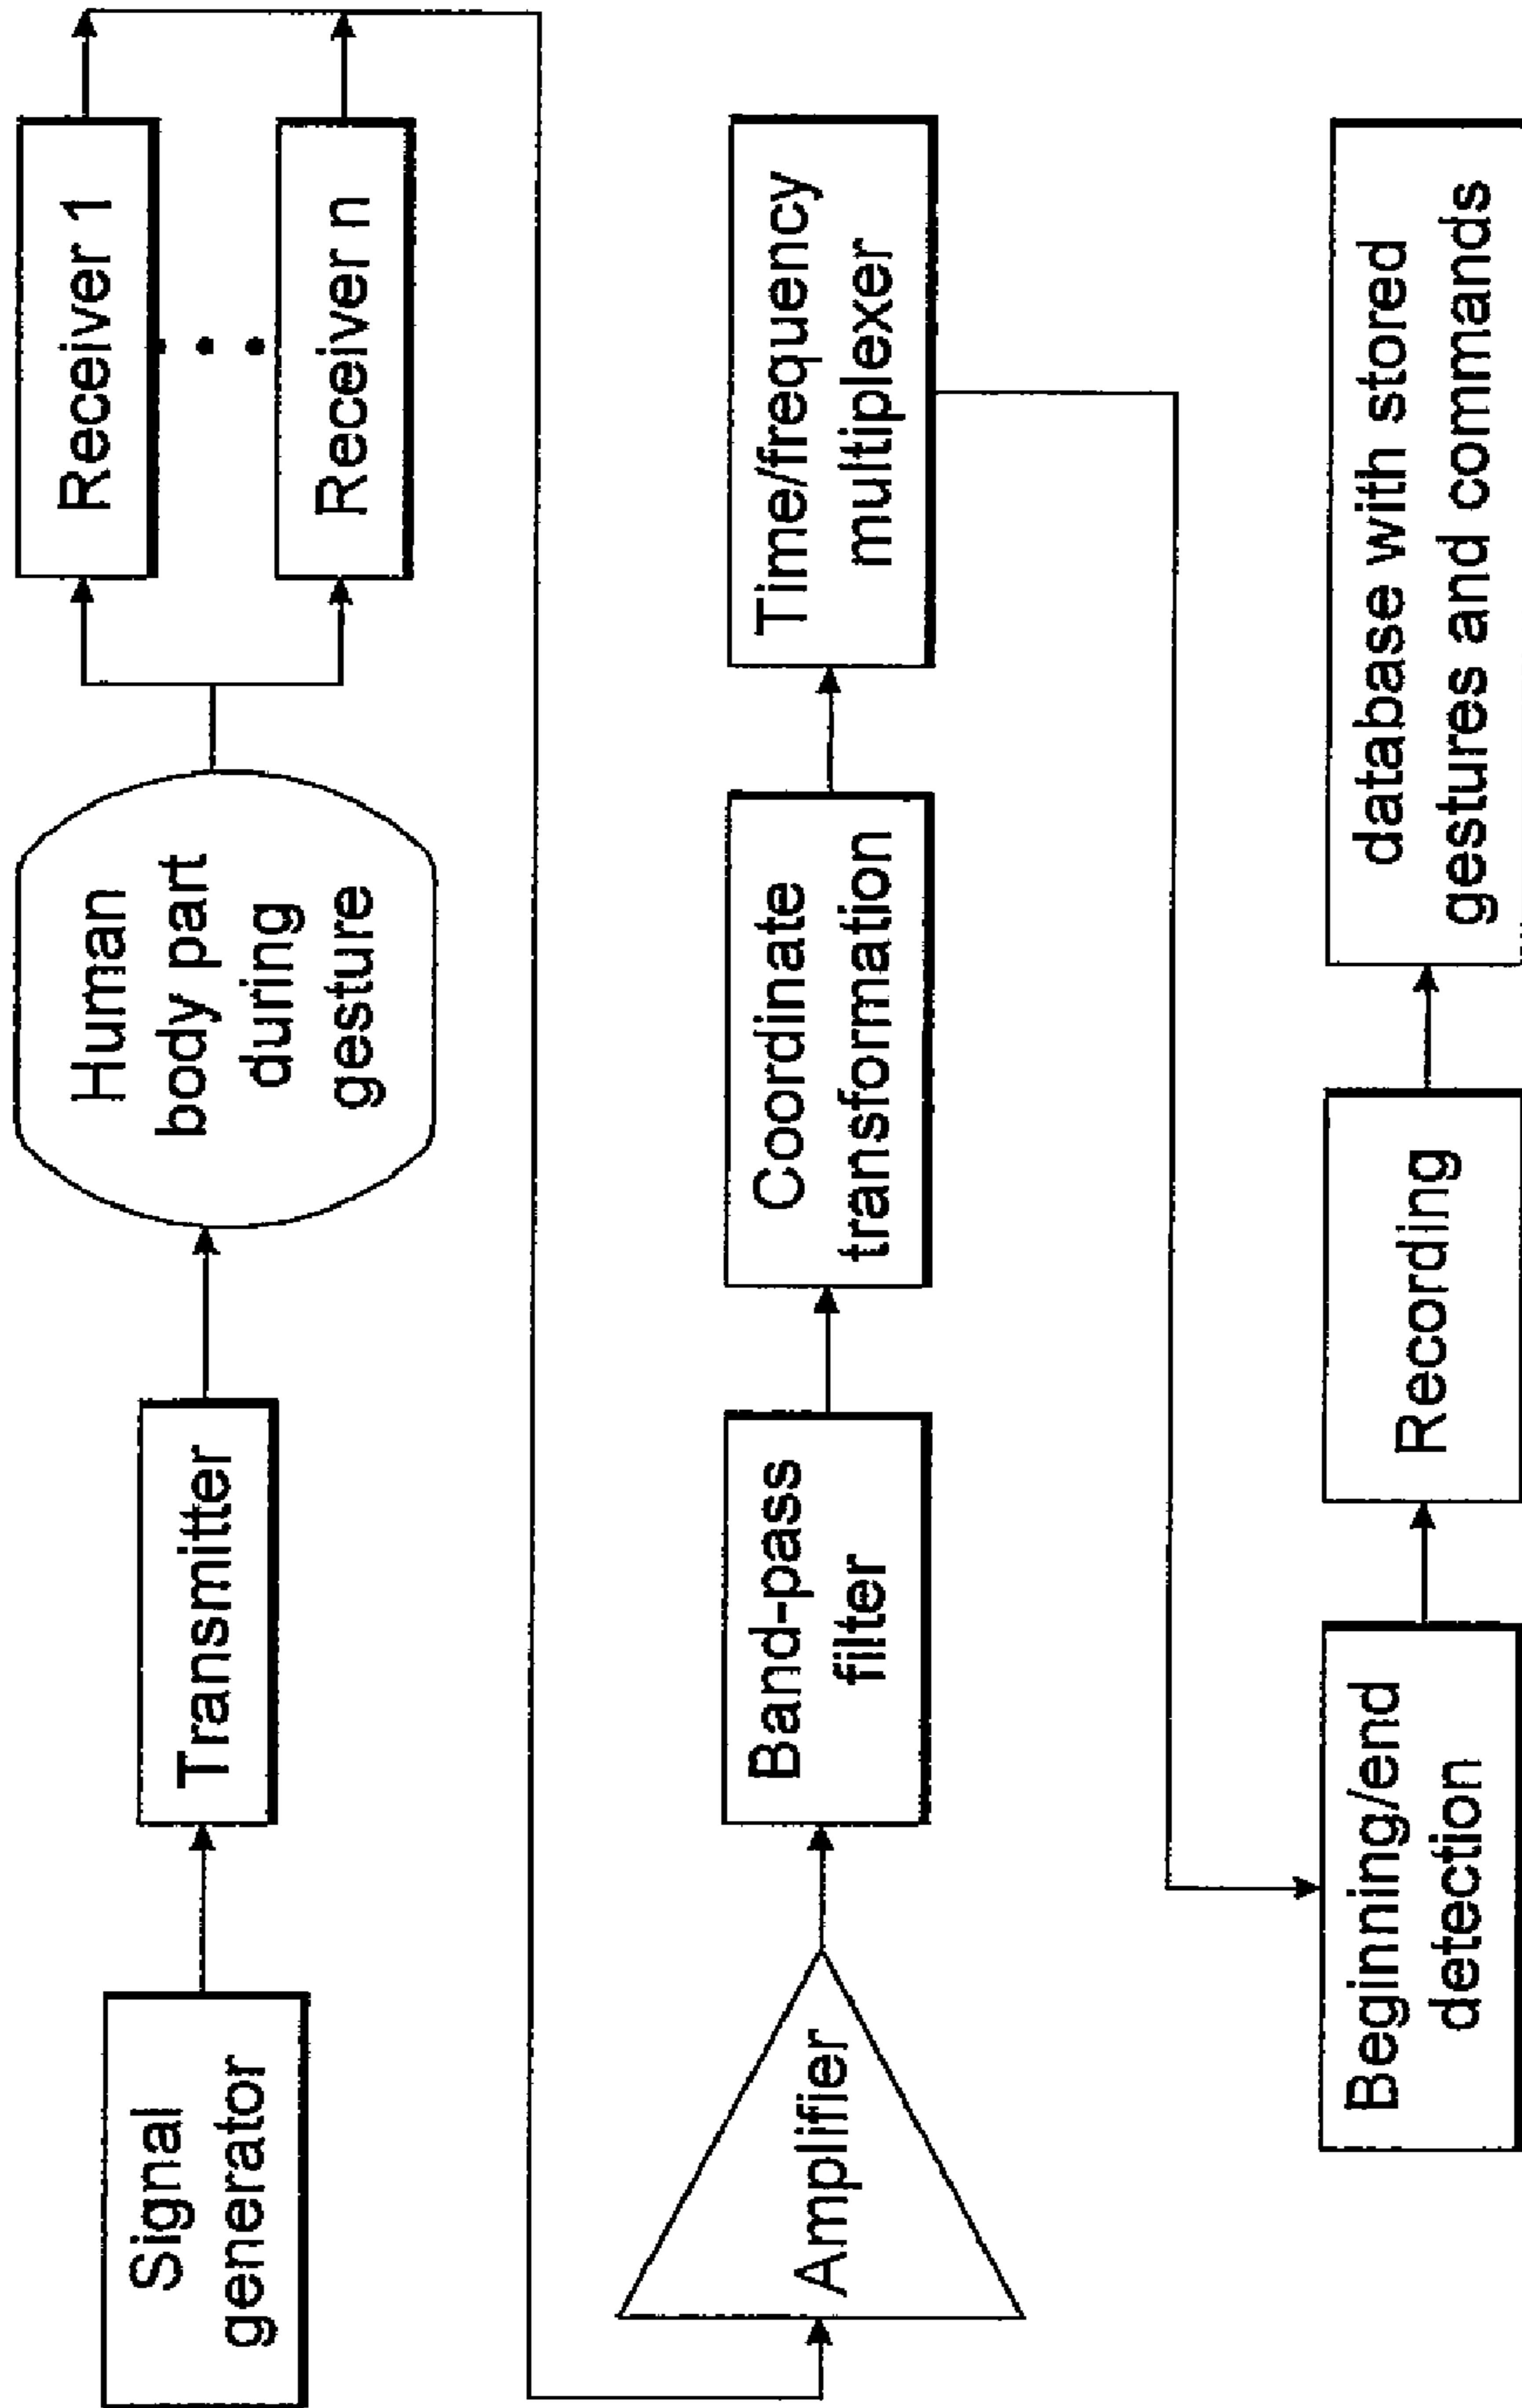 Signal
generator
Transmitter
Human
body part
during
gesture
Receiver 1
Receiver n
Amplifier
Band-pass
filter
Coordinate
transformation
Time/frequency
multiplexer
Beginning/end
detection
Recording
database with stored
gestures and commands